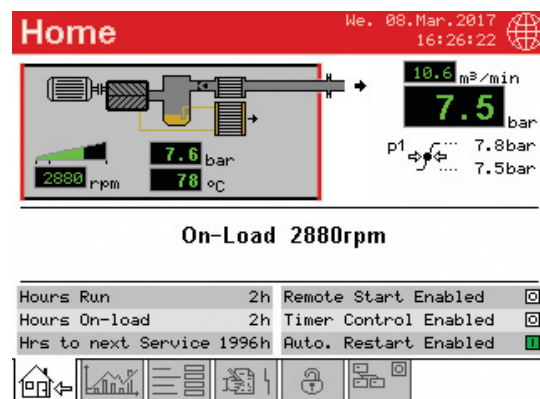 Home
We. 08.Mar.2017
16:26:22
10.6 m³/min
7.5 bar
p1 7.8bar
7.5bar
7.6 bar
2880 rpm
78 °C
On-Load 2880rpm
Hours Run 2h Remote Start Enabled
Hours On-load 2h Timer Control Enabled
Hrs to next Service 1996h Auto. Restart Enabled